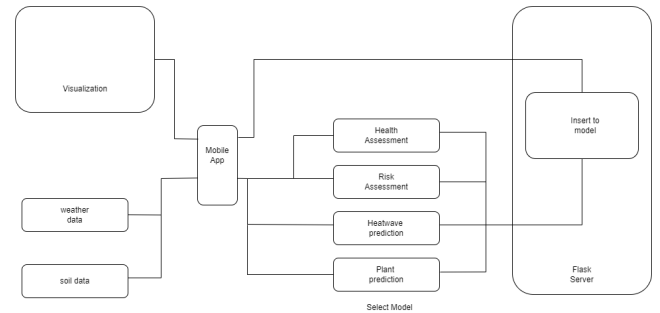 Visualization
Mobile
App
weather
data
soil data
Health
Assessment
Risk
Assessment
Heatwave
prediction
Plant
prediction
Select Model
Insert to
model
Flask
Server